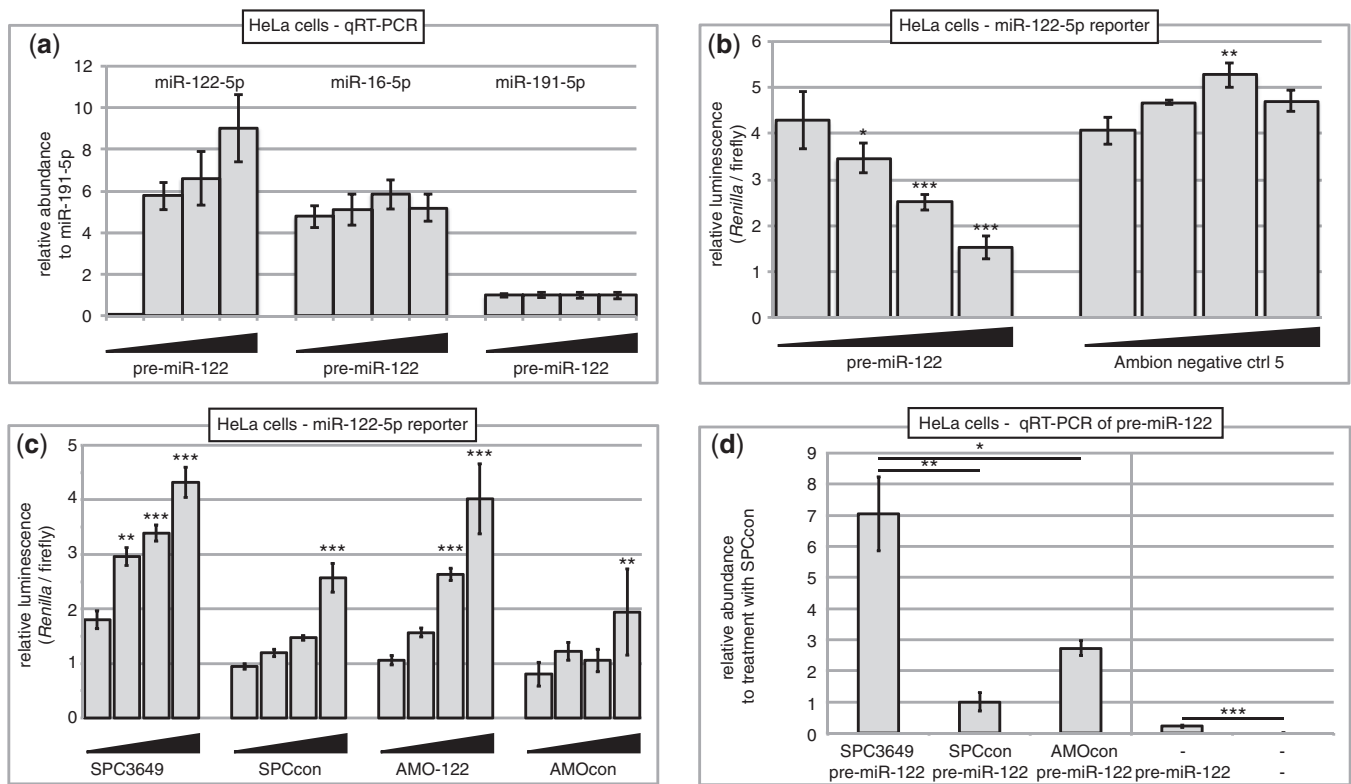 HeLa cells - qRT-PCR
(a)
miR-122-5p miR-16-5p miR-191-5p
relative abundance
to miR-191-5p
12
10
8
6
4
2
0
pre-miR-122 pre-miR-122 pre-miR-122
HeLa cells - miR-122-5p reporter
(b)
relative luminescence
(Renilla / firefly)
6
5
4
3
2
1
0
* *** *** **
pre-miR-122 Ambion negative ctrl 5
HeLa cells - miR-122-5p reporter
(c)
relative luminescence
(Renilla / firefly)
5
4
3
2
1
0
** *** *** *** *** *** **
SPC3649 SPCcon AMO-122 AMOcon
HeLa cells - qRT-PCR of pre-miR-122
(d)
relative abundance
to treatment with SPCcon
9
8
7
6
5
4
3
2
1
0
*
**
***
SPC3649 SPCcon AMOcon - -
pre-miR-122 pre-miR-122 pre-miR-122 pre-miR-122 -